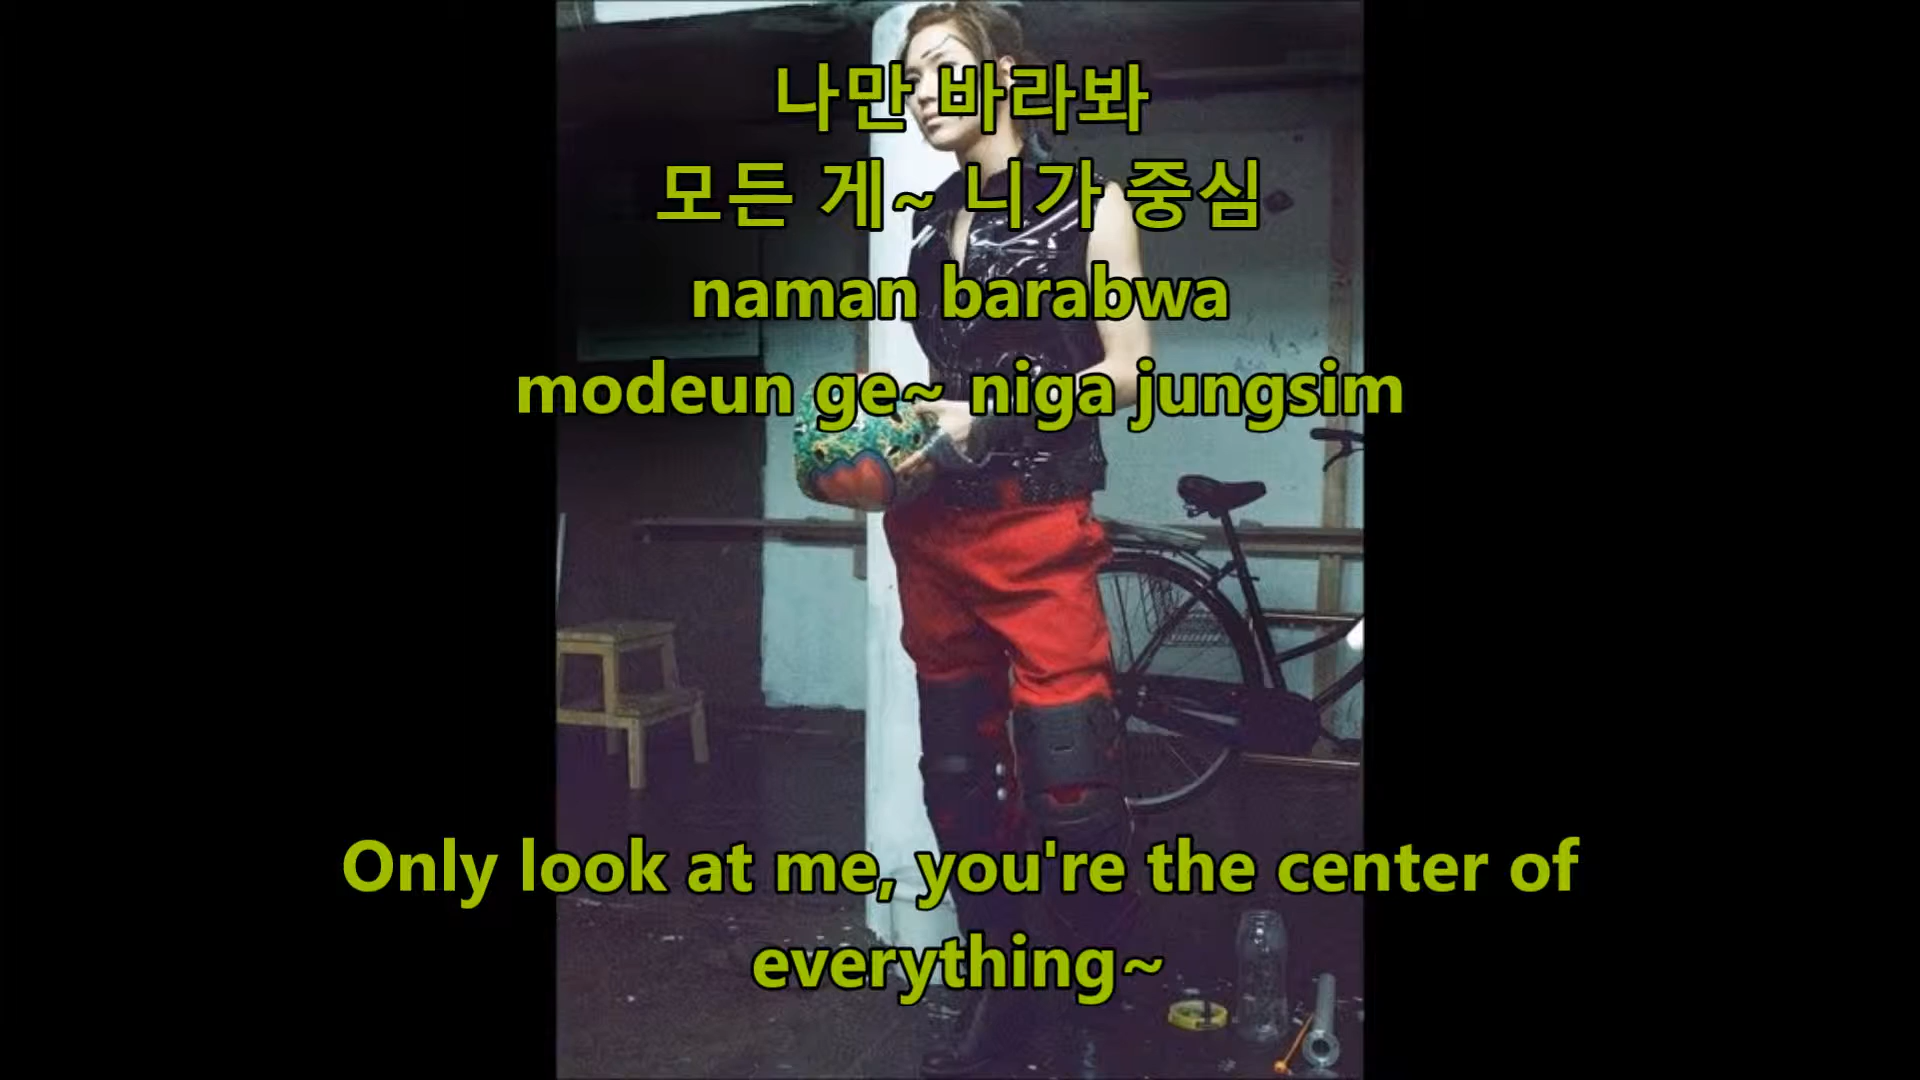 나만 바라봐
모든 게~ 니가 중심
naman barabwa
modeun ge~ niga jungsim
Only look at me, you're the center of
everything~